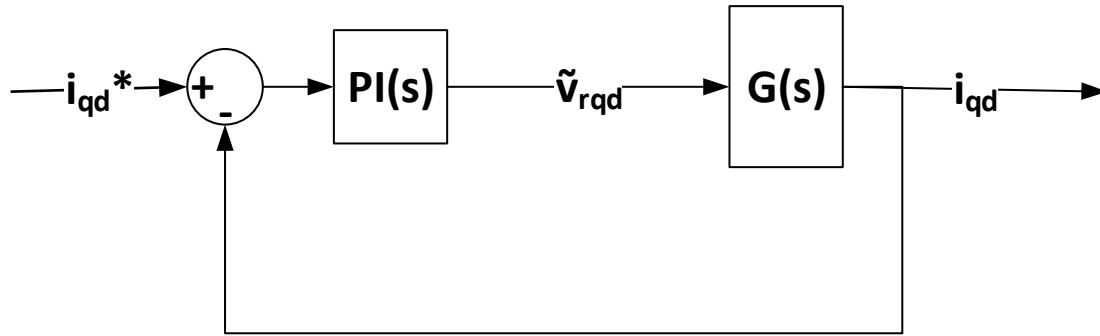 i_qd* + - PI(s) ṽ_rqd G(s) i_qd